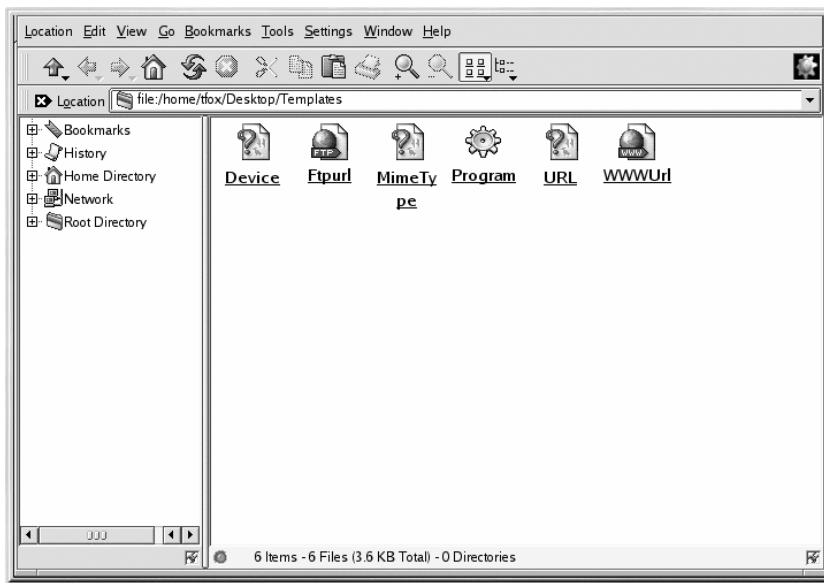 Location Edit View Go Bookmarks Tools Settings Window Help
Location file:/home/tfox/Desktop/Templates
Bookmarks
History
Home Directory
Network
Root Directory
FTP
WWW
Device Ftpurl MimeTy
pe Program URL WWWUrl
6 Items - 6 Files (3.6 KB Total) - 0 Directories